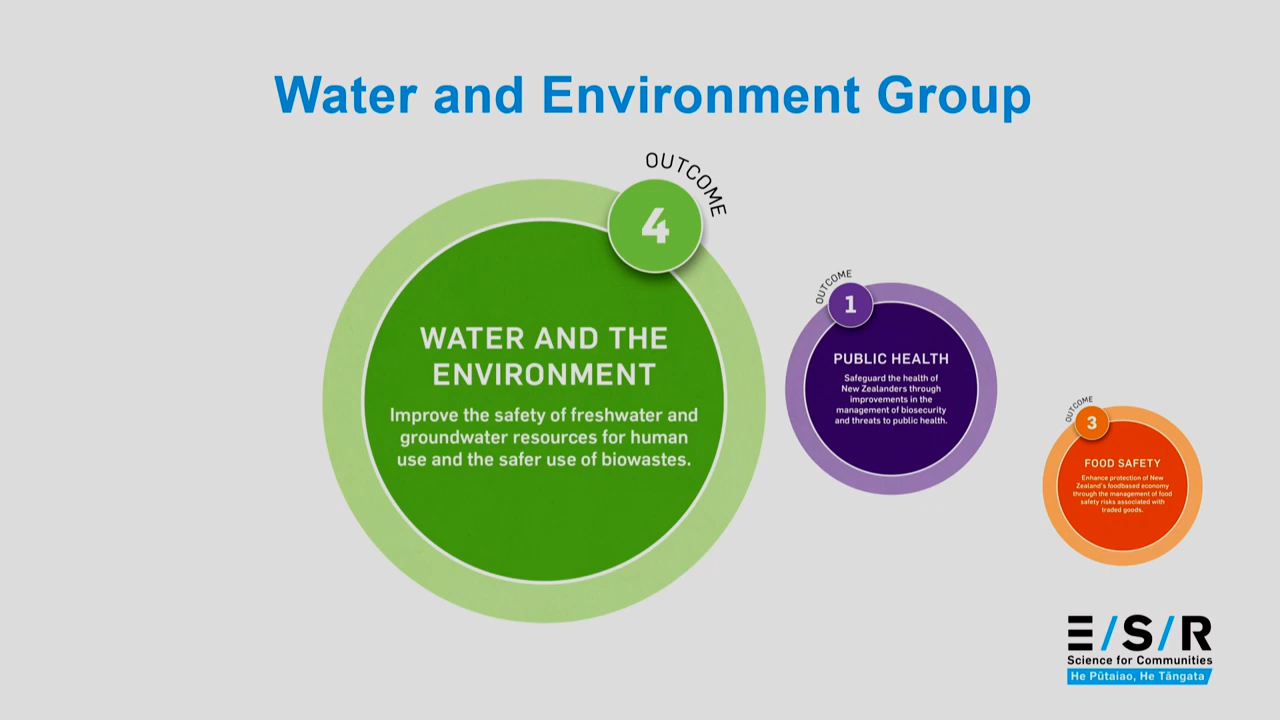 Water and Environment Group
OUTCOME
4
WATER AND THE
ENVIRONMENT
Improve the safety of freshwater and
groundwater resources for human
use and the safer use of biowastes.
OUTCOME
1
PUBLIC HEALTH
Safeguard the health of
New Zealanders through
improvements in the
management of biosecurity
and threats to public health.
OUTCOME
3
FOOD SAFETY
Enhance protection of New
Zealand's foodbased economy
through the management of food
safety risks associated with
traded goods.
E/S/R
Science for Communities
He Pūtaiao, He Tāngata